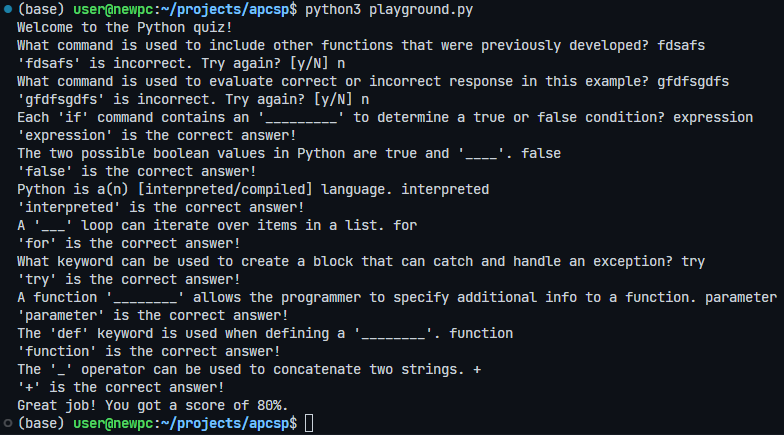 (base) user@newpc:~/projects/apcsp$ python3 playground.py
Welcome to the Python quiz!
What command is used to include other functions that were previously developed? fdsafs
'fdsafs' is incorrect. Try again? [y/N] n
What command is used to evaluate correct or incorrect response in this example? gfdfsgdfs
'gfdfsgdfs' is incorrect. Try again? [y/N] n
Each 'if' command contains an '_________' to determine a true or false condition? expression
'expression' is the correct answer!
The two possible boolean values in Python are true and '____'. false
'false' is the correct answer!
Python is a(n) [interpreted/compiled] language. interpreted
'interpreted' is the correct answer!
A '___' loop can iterate over items in a list. for
'for' is the correct answer!
What keyword can be used to create a block that can catch and handle an exception? try
'try' is the correct answer!
A function '________' allows the programmer to specify additional info to a function. parameter
'parameter' is the correct answer!
The 'def' keyword is used when defining a '________'. function
'function' is the correct answer!
The '_' operator can be used to concatenate two strings. +
'+' is the correct answer!
Great job! You got a score of 80%.
(base) user@newpc:~/projects/apcsp$